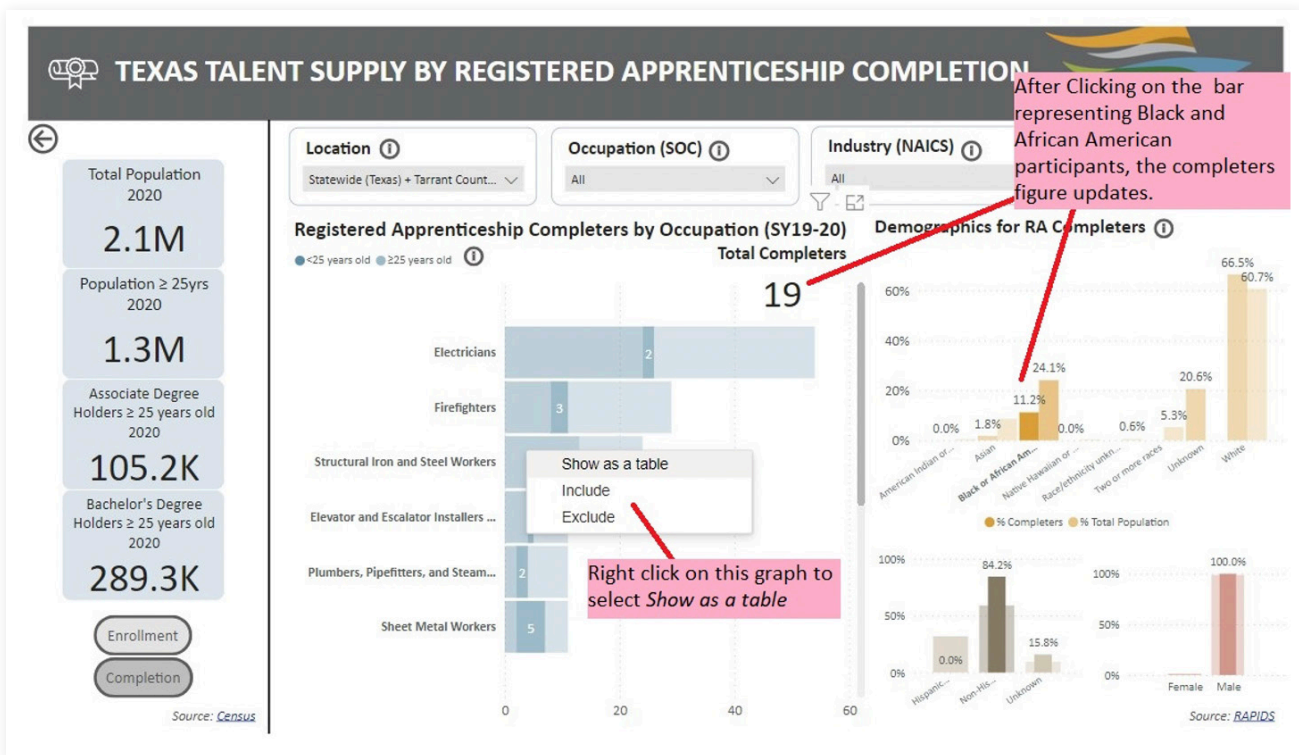 TEXAS TALENT SUPPLY BY REGISTERED APPRENTICESHIP COMPLETION
After Clicking on the bar
representing Black and
African American
participants, the completers
figure updates.
Total Population
2020
2.1M
Population ≥ 25yrs
2020
1.3M
Associate Degree
Holders ≥ 25 years old
2020
105.2K
Bachelor's Degree
Holders ≥ 25 years old
2020
289.3K
Enrollment
Completion
Source: Census
Location
Statewide (Texas) + Tarrant Count...
Occupation (SOC)
All
Industry (NAICS)
All
Registered Apprenticeship Completers by Occupation (SY19-20)
<25 years old ≥25 years old
Total Completers
19
Electricians
2
Firefighters
3
Structural Iron and Steel Workers
Elevator and Escalator Installers ...
Plumbers, Pipefitters, and Steam...
2
Sheet Metal Workers
5
0 20 40 60
Show as a table
Include
Exclude
Right click on this graph to
select Show as a table
Demographics for RA Completers
60%
40%
20%
0%
0.0% 1.8% 11.2% 24.1% 0.0% 0.6% 5.3% 20.6% 66.5% 60.7%
American Indian or...
Asian
Black or African Am...
Native Hawaiian or ...
Race/ethnicity unkn...
Two or more races
Unknown
White
% Completers % Total Population
100%
50%
0%
0.0% 84.2% 15.8%
Hispanic...
Non-His...
Unknown
100%
50%
0%
100.0%
Female Male
Source: RAPIDS